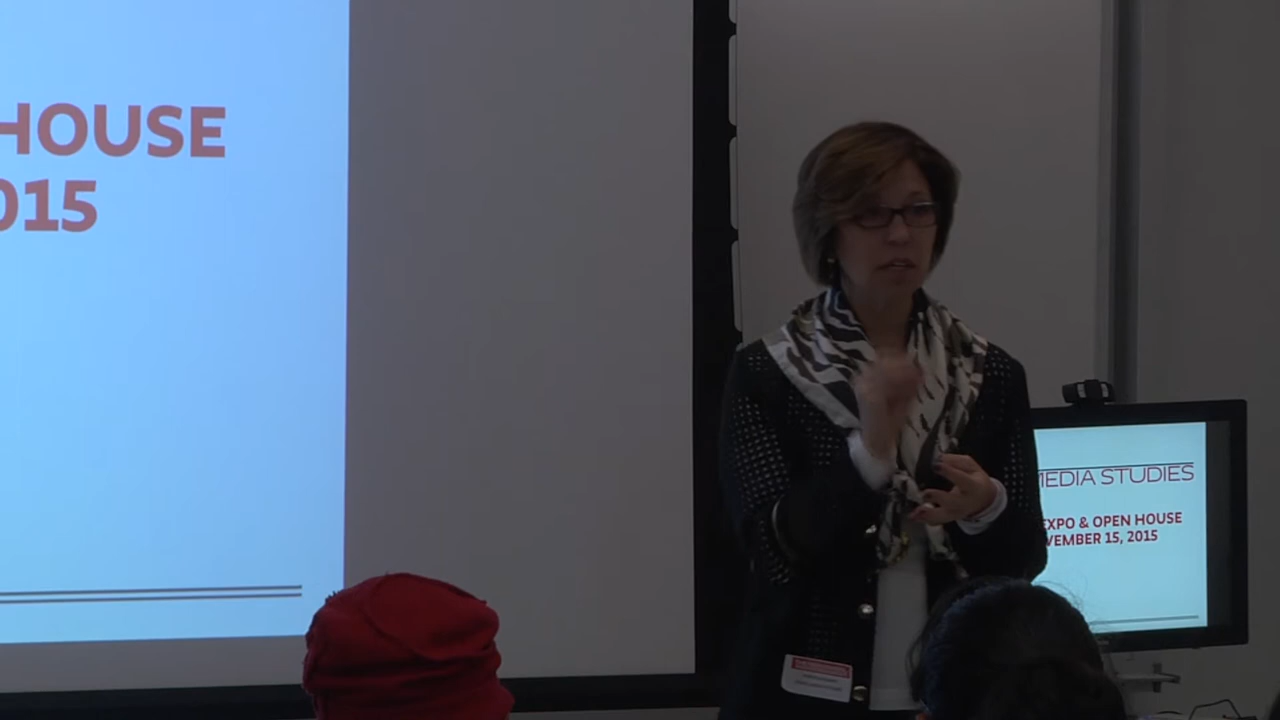 HOUSE
015
MEDIA STUDIES
EXPO & OPEN HOUSE
VEMBER 15, 2015